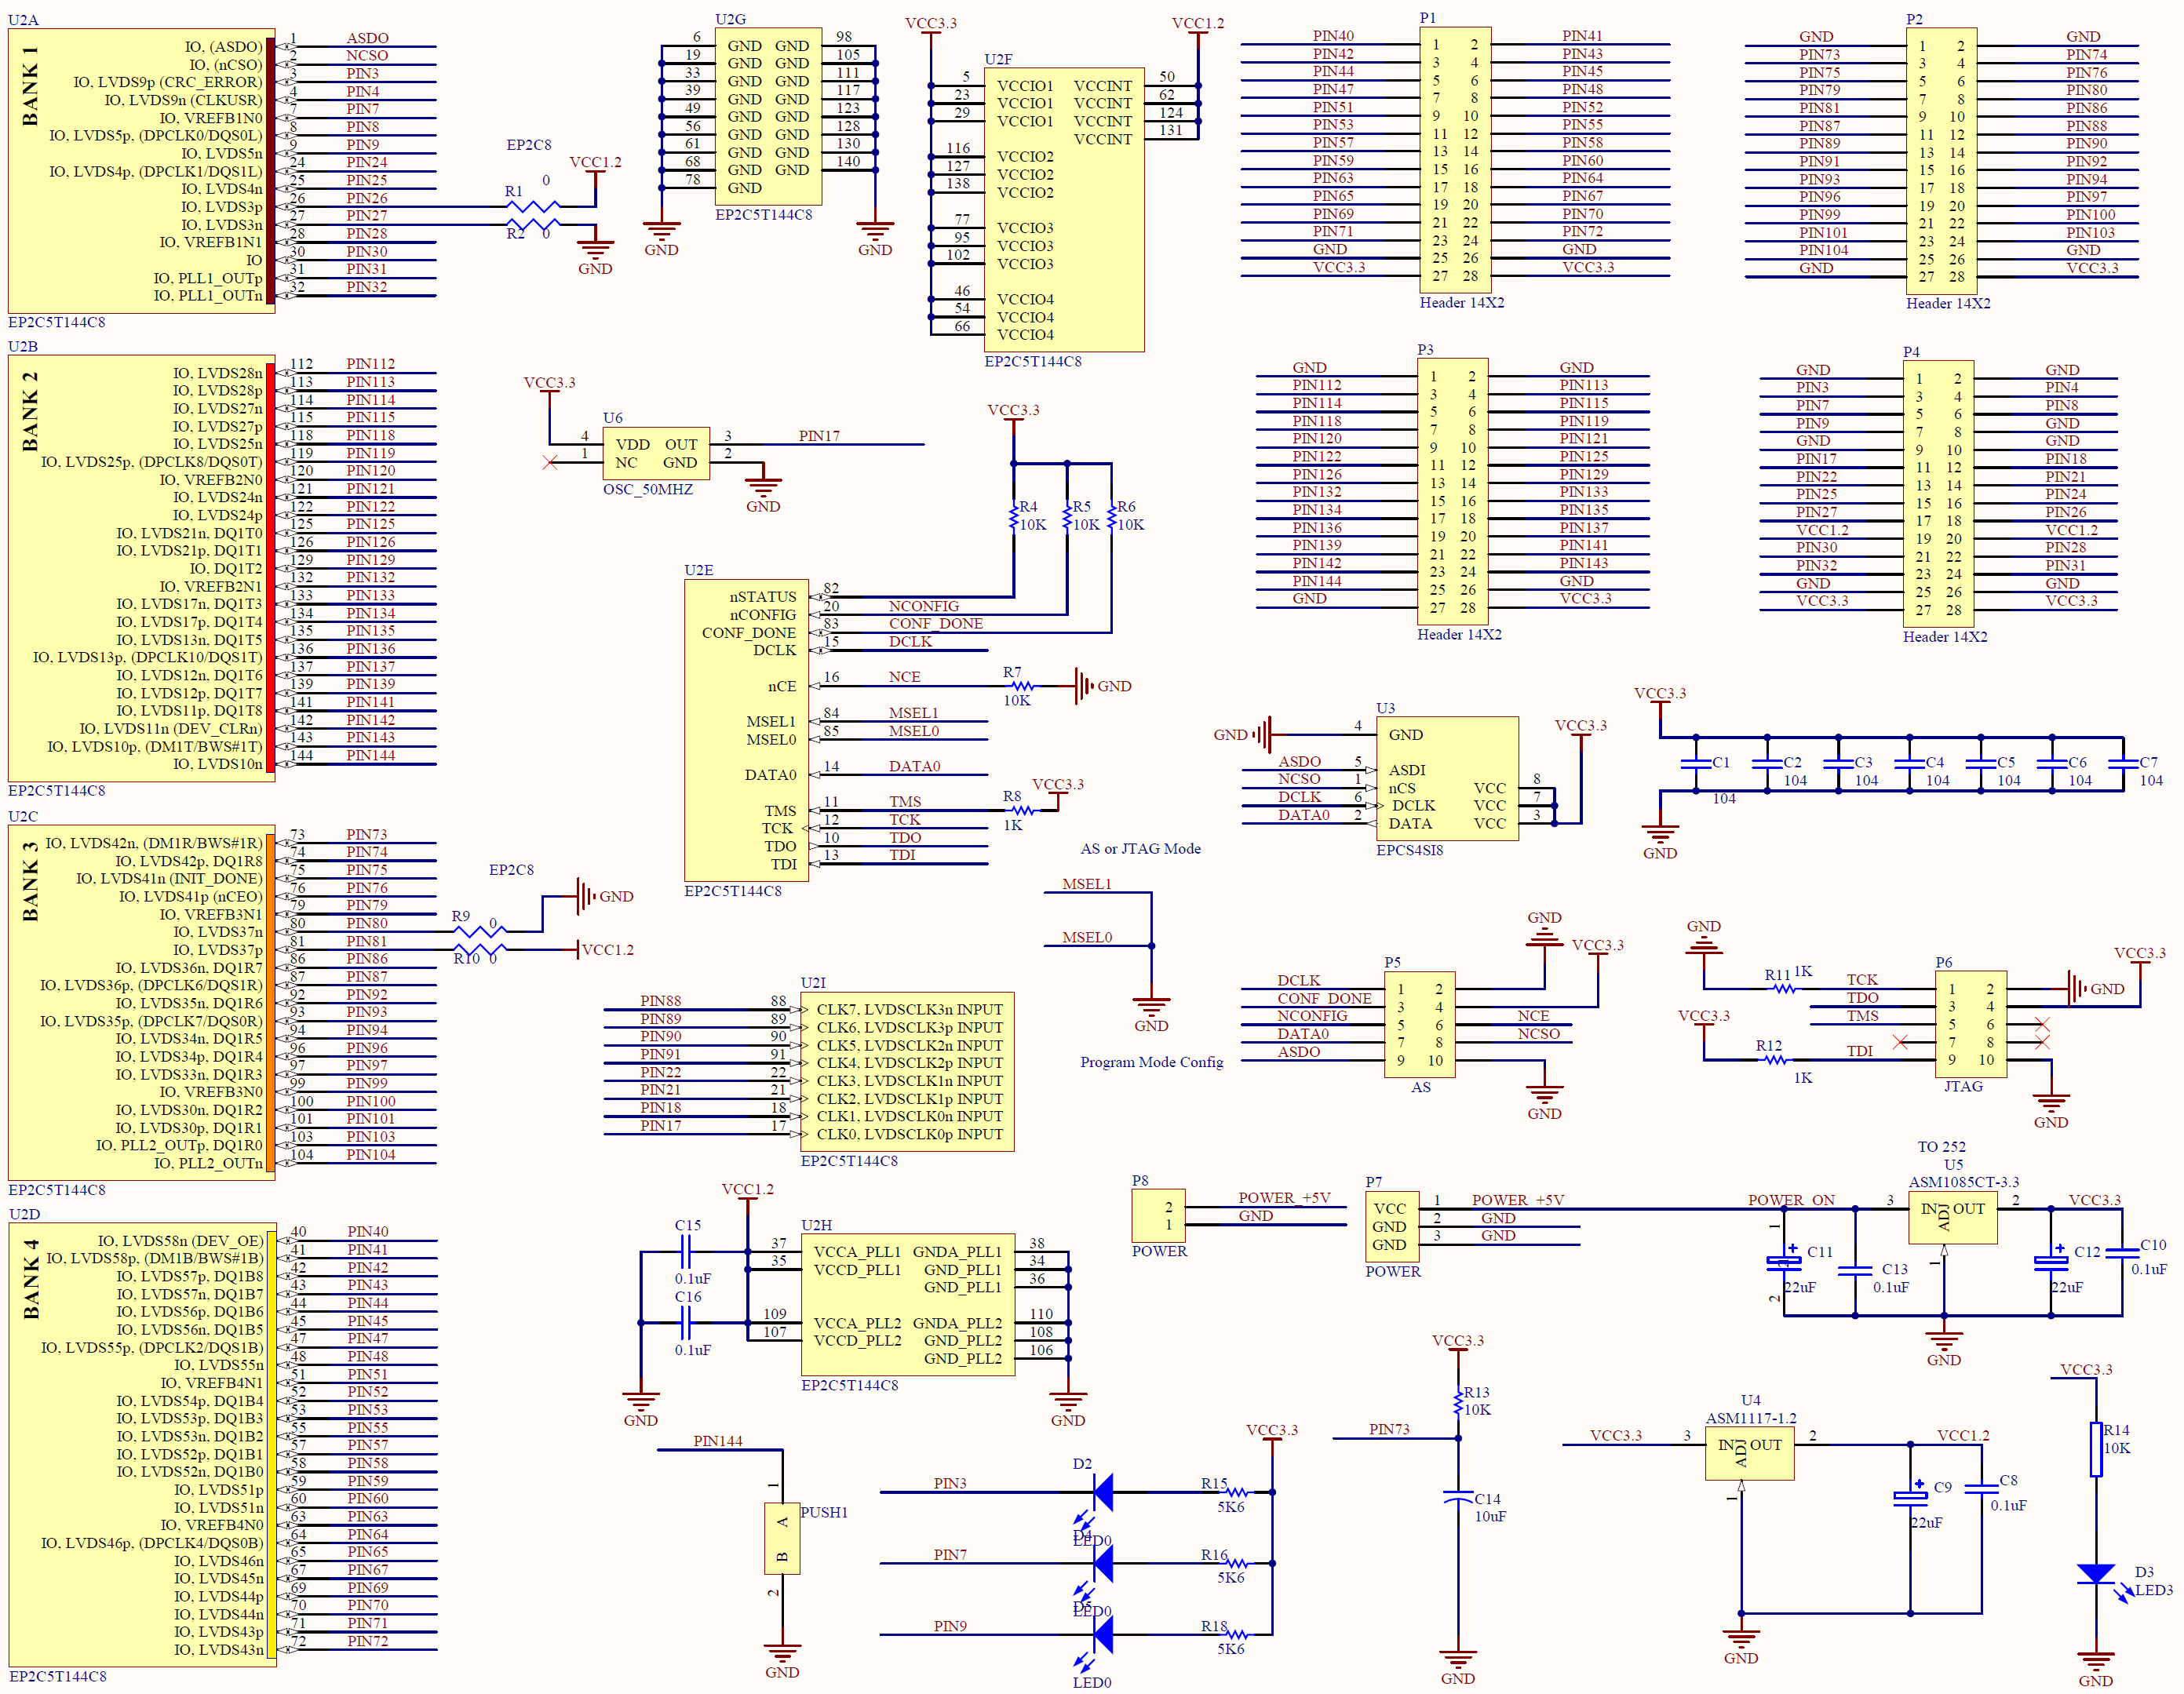 U2A
BANK 1
IO, (ASDO) 1 ASDO
IO, (nCSO) 2 NCSO
IO, LVDS9p (CRC_ERROR) 3 PIN3
IO, LVDS9n (CLKUSR) 4 PIN4
IO, VREFB1N0 7 PIN7
IO, LVDS5p, (DPCLK0/DQS0L) 8 PIN8
IO, LVDS5n 9 PIN9
IO, LVDS4p, (DPCLK1/DQS1L) 24 PIN24
IO, LVDS4n 25 PIN25
IO, LVDS3p 26 PIN26
IO, LVDS3n 27 PIN27
IO, VREFB1N1 28 PIN28
IO 30 PIN30
IO, PLL1_OUTp 31 PIN31
IO, PLL1_OUTn 32 PIN32
EP2C5T144C8
EP2C8
R1 0 VCC1.2
R2 0 GND
U2B
BANK 2
IO, LVDS28n 112 PIN112
IO, LVDS28p 113 PIN113
IO, LVDS27n 114 PIN114
IO, LVDS27p 115 PIN115
IO, LVDS25n 118 PIN118
IO, LVDS25p, (DPCLK8/DQS0T) 119 PIN119
IO, VREFB2N0 120 PIN120
IO, LVDS24n 121 PIN121
IO, LVDS24p 122 PIN122
IO, LVDS21n, DQ1T0 125 PIN125
IO, LVDS21p, DQ1T1 126 PIN126
IO, DQ1T2 129 PIN129
IO, VREFB2N1 132 PIN132
IO, LVDS17n, DQ1T3 133 PIN133
IO, LVDS17p, DQ1T4 134 PIN134
IO, LVDS13n, DQ1T5 135 PIN135
IO, LVDS13p, (DPCLK10/DQS1T) 136 PIN136
IO, LVDS12n, DQ1T6 137 PIN137
IO, LVDS12p, DQ1T7 139 PIN139
IO, LVDS11p, DQ1T8 141 PIN141
IO, LVDS11n (DEV_CLRn) 142 PIN142
IO, LVDS10p, (DM1T/BWS#1T) 143 PIN143
IO, LVDS10n 144 PIN144
EP2C5T144C8
U2C
BANK 3
IO, LVDS42n, (DM1R/BWS#1R) 73 PIN73
IO, LVDS42p, DQ1R8 74 PIN74
IO, LVDS41n (INIT_DONE) 75 PIN75
IO, LVDS41p (nCEO) 76 PIN76
IO, VREFB3N1 79 PIN79
IO, LVDS37n 80 PIN80
IO, LVDS37p 81 PIN81
IO, LVDS36n, DQ1R7 86 PIN86
IO, LVDS36p, (DPCLK6/DQS1R) 87 PIN87
IO, LVDS35n, DQ1R6 92 PIN92
IO, LVDS35p, (DPCLK7/DQS0R) 93 PIN93
IO, LVDS34n, DQ1R5 94 PIN94
IO, LVDS34p, DQ1R4 96 PIN96
IO, LVDS33n, DQ1R3 97 PIN97
IO, VREFB3N0 99 PIN99
IO, LVDS30n, DQ1R2 100 PIN100
IO, LVDS30p, DQ1R1 101 PIN101
IO, PLL2_OUTp, DQ1R0 103 PIN103
IO, PLL2_OUTn 104 PIN104
EP2C5T144C8
EP2C8
R9 0 GND
R10 0 VCC1.2
U2D
BANK 4
IO, LVDS58n (DEV_OE) 40 PIN40
IO, LVDS58p, (DM1B/BWS#1B) 41 PIN41
IO, LVDS57p, DQ1B8 42 PIN42
IO, LVDS57n, DQ1B7 43 PIN43
IO, LVDS56p, DQ1B6 44 PIN44
IO, LVDS56n, DQ1B5 45 PIN45
IO, LVDS55p, (DPCLK2/DQS1B) 47 PIN47
IO, LVDS55n 48 PIN48
IO, VREFB4N1 51 PIN51
IO, LVDS54p, DQ1B4 52 PIN52
IO, LVDS53p, DQ1B3 53 PIN53
IO, LVDS53n, DQ1B2 55 PIN55
IO, LVDS52p, DQ1B1 57 PIN57
IO, LVDS52n, DQ1B0 58 PIN58
IO, LVDS51p 59 PIN59
IO, LVDS51n 60 PIN60
IO, VREFB4N0 63 PIN63
IO, LVDS46p, (DPCLK4/DQS0B) 64 PIN64
IO, LVDS46n 65 PIN65
IO, LVDS45n 67 PIN67
IO, LVDS44p 69 PIN69
IO, LVDS44n 70 PIN70
IO, LVDS43p 71 PIN71
IO, LVDS43n 72 PIN72
EP2C5T144C8
U2G
6 GND GND 98
19 GND GND 105
33 GND GND 111
39 GND GND 117
49 GND GND 123
56 GND GND 128
61 GND GND 130
68 GND GND 140
78 GND
EP2C5T144C8
GND GND
VCC3.3 VCC1.2
U2F
5 VCCIO1 VCCINT 50
23 VCCIO1 VCCINT 62
29 VCCIO1 VCCINT 124
VCCINT 131
116 VCCIO2
127 VCCIO2
138 VCCIO2
77 VCCIO3
95 VCCIO3
102 VCCIO3
46 VCCIO4
54 VCCIO4
66 VCCIO4
EP2C5T144C8
P1
PIN40 1 2 PIN41
PIN42 3 4 PIN43
PIN44 5 6 PIN45
PIN47 7 8 PIN48
PIN51 9 10 PIN52
PIN53 11 12 PIN55
PIN57 13 14 PIN58
PIN59 15 16 PIN60
PIN63 17 18 PIN64
PIN65 19 20 PIN67
PIN69 21 22 PIN70
PIN71 23 24 PIN72
GND 25 26 GND
VCC3.3 27 28 VCC3.3
Header 14X2
P2
GND 1 2 GND
PIN73 3 4 PIN74
PIN75 5 6 PIN76
PIN79 7 8 PIN80
PIN81 9 10 PIN86
PIN87 11 12 PIN88
PIN89 13 14 PIN90
PIN91 15 16 PIN92
PIN93 17 18 PIN94
PIN96 19 20 PIN97
PIN99 21 22 PIN100
PIN101 23 24 PIN103
PIN104 25 26 GND
GND 27 28 VCC3.3
Header 14X2
P3
GND 1 2 GND
PIN112 3 4 PIN113
PIN114 5 6 PIN115
PIN118 7 8 PIN119
PIN120 9 10 PIN121
PIN122 11 12 PIN125
PIN126 13 14 PIN129
PIN132 15 16 PIN133
PIN134 17 18 PIN135
PIN136 19 20 PIN137
PIN139 21 22 PIN141
PIN142 23 24 PIN143
PIN144 25 26 GND
GND 27 28 VCC3.3
Header 14X2
P4
GND 1 2 GND
PIN3 3 4 PIN4
PIN7 5 6 PIN8
PIN9 7 8 GND
GND 9 10 GND
PIN17 11 12 PIN18
PIN22 13 14 PIN21
PIN25 15 16 PIN24
PIN27 17 18 PIN26
VCC1.2 19 20 VCC1.2
PIN30 21 22 PIN28
PIN32 23 24 PIN31
GND 25 26 GND
VCC3.3 27 28 VCC3.3
Header 14X2
VCC3.3
U6
4 VDD OUT 3 PIN17
1 NC GND 2
OSC_50MHZ
GND
VCC3.3
R4 R5 R6
10K 10K 10K
U2E
nSTATUS 82
nCONFIG 20 NCONFIG
CONF_DONE 83 CONF_DONE
DCLK 15 DCLK
nCE 16 NCE R7 10K GND
MSEL1 84 MSEL1
MSEL0 85 MSEL0
DATA0 14 DATA0
TMS 11 TMS R8 1K VCC3.3
TCK 12 TCK
TDO 10 TDO
TDI 13 TDI
EP2C5T144C8
AS or JTAG Mode
MSEL1
MSEL0
GND
Program Mode Config
U3
GND 4 GND
ASDO 5 ASDI
NCSO 1 nCS VCC 8
DCLK 6 DCLK VCC 7
DATA0 2 DATA VCC 3
VCC3.3
EPCS4SI8
VCC3.3
C1 C2 C3 C4 C5 C6 C7
104 104 104 104 104 104 104
GND
U2I
PIN88 88 CLK7, LVDSCLK3n INPUT
PIN89 89 CLK6, LVDSCLK3p INPUT
PIN90 90 CLK5, LVDSCLK2n INPUT
PIN91 91 CLK4, LVDSCLK2p INPUT
PIN22 22 CLK3, LVDSCLK1n INPUT
PIN21 21 CLK2, LVDSCLK1p INPUT
PIN18 18 CLK1, LVDSCLK0n INPUT
PIN17 17 CLK0, LVDSCLK0p INPUT
EP2C5T144C8
GND
VCC3.3
P5
DCLK 1 2
CONF_DONE 3 4
NCONFIG 5 6 NCE
DATA0 7 8 NCSO
ASDO 9 10
AS
GND
GND
VCC3.3
P6
R11 1K TCK 1 2 GND
TDO 3 4
TMS 5 6
7 8
VCC3.3 R12 1K TDI 9 10
JTAG
GND
VCC1.2
U2H
C15 0.1uF
C16 0.1uF
37 VCCA_PLL1 GNDA_PLL1 38
35 VCCD_PLL1 GND_PLL1 34
GND_PLL1 36
109 VCCA_PLL2 GNDA_PLL2 110
107 VCCD_PLL2 GND_PLL2 108
GND_PLL2 106
EP2C5T144C8
GND GND
P8
2 POWER_+5V
1 GND
POWER
P7
VCC 1 POWER_+5V
GND 2 GND
GND 3 GND
POWER
TO 252
U5
ASM1085CT-3.3
POWER_ON 3 IN OUT 2 VCC3.3
ADJ
1
1 C11 22uF 2
C13 0.1uF
C12 22uF
C10 0.1uF
GND
PIN144
1
A
PUSH1
B
2
GND
VCC3.3
PIN3 D2 LED0 R15 5K6
PIN7 D4 LED0 R16 5K6
PIN9 D5 LED0 R18 5K6
VCC3.3
R13
10K
PIN73
C14
10uF
GND
U4
ASM1117-1.2
VCC3.3 3 IN OUT 2 VCC1.2
ADJ
1
C9 22uF
C8 0.1uF
GND
VCC3.3
R14
10K
D3
LED3
GND